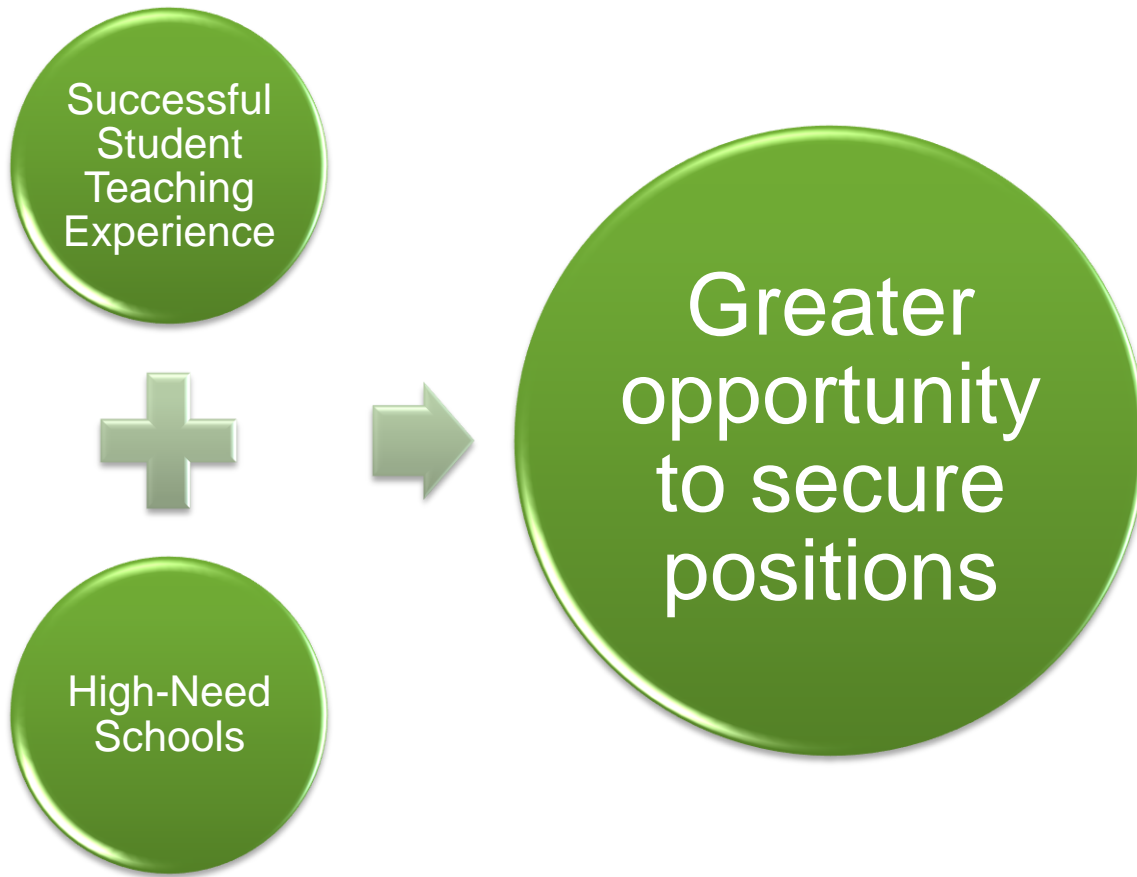 Successful
Student
Teaching
Experience
High-Need
Schools
Greater
opportunity
to secure
positions